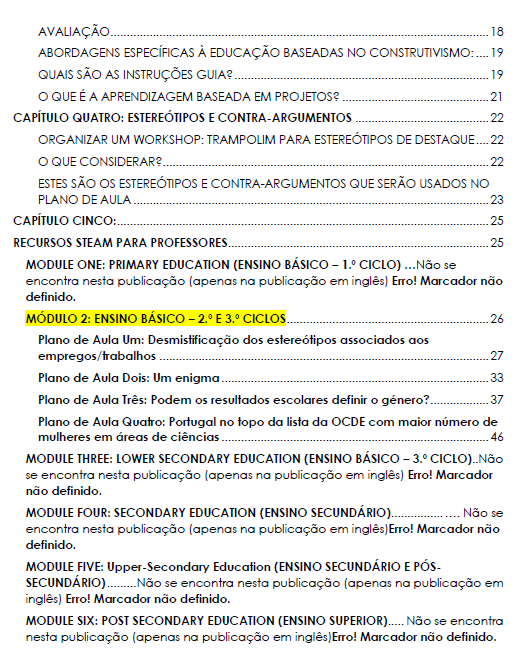 AVALIAÇÃO.......................................................................................................... 18
ABORDAGENS ESPECÍFICAS À EDUCAÇÃO BASEADAS NO CONSTRUTIVISMO: .... 19
QUAIS SÃO AS INSTRUÇÕES GUIA?....................................................................... 19
O QUE É A APRENDIZAGEM BASEADA EM PROJETOS? ......................................... 21
CAPÍTULO QUATRO: ESTEREÓTIPOS E CONTRA-ARGUMENTOS ...................................... 22
ORGANIZAR UM WORKSHOP: TRAMPOLIM PARA ESTEREÓTIPOS DE DESTAQUE.... 22
O QUE CONSIDERAR?............................................................................................ 22
ESTES SÃO OS ESTEREÓTIPOS E CONTRA-ARGUMENTOS QUE SERÃO USADOS NO
PLANO DE AULA .................................................................................................... 23
CAPÍTULO CINCO:.......................................................................................................... 25
RECURSOS STEAM PARA PROFESSORES......................................................................... 25
MODULE ONE: PRIMARY EDUCATION (ENSINO BÁSICO – 1.º CICLO) …Não se
encontra nesta publicação (apenas na publicação em inglês) Erro! Marcador não
definido.
MÓDULO 2: ENSINO BÁSICO – 2.º E 3.º CICLOS......................................................... 26
Plano de Aula Um: Desmistificação dos estereótipos associados aos
empregos/trabalhos ............................................................................................. 27
Plano de Aula Dois: Um enigma ........................................................................... 33
Plano de Aula Três: Podem os resultados escolares definir o género?................. 37
Plano de Aula Quatro: Portugal no topo da lista da OCDE com maior número de
mulheres em áreas de ciências ............................................................................ 46
MODULE THREE: LOWER SECONDARY EDUCATION (ENSINO BÁSICO – 3.º CICLO)..Não
se encontra nesta publicação (apenas na publicação em inglês) Erro! Marcador
não definido.
MODULE FOUR: SECONDARY EDUCATION (ENSINO SECUNDÁRIO)................ …. Não se
encontra nesta publicação (apenas na publicação em inglês)Erro! Marcador não
definido.
MODULE FIVE: Upper-Secondary Education (ENSINO SECUNDÁRIO E PÓS-
SECUNDÁRIO).........Não se encontra nesta publicação (apenas na publicação em
inglês) Erro! Marcador não definido.
MODULE SIX: POST SECONDARY EDUCATION (ENSINO SUPERIOR)..... Não se encontra
nesta publicação (apenas na publicação em inglês)Erro! Marcador não definido.